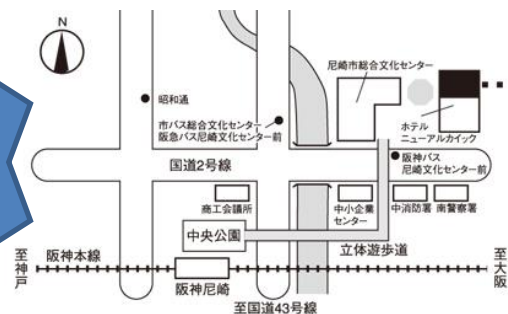 N
尼崎市総合文化センター
昭和通
市バス総合文化センター
阪急バス尼崎文化センター前
ホテル
ニューアルカイック
阪神バス
尼崎文化センター前
国道2号線
商工会議所
中小企業
センター
中消防署
南警察署
中央公園
立体遊歩道
至神戸
阪神本線
至大阪
阪神尼崎
至国道43号線